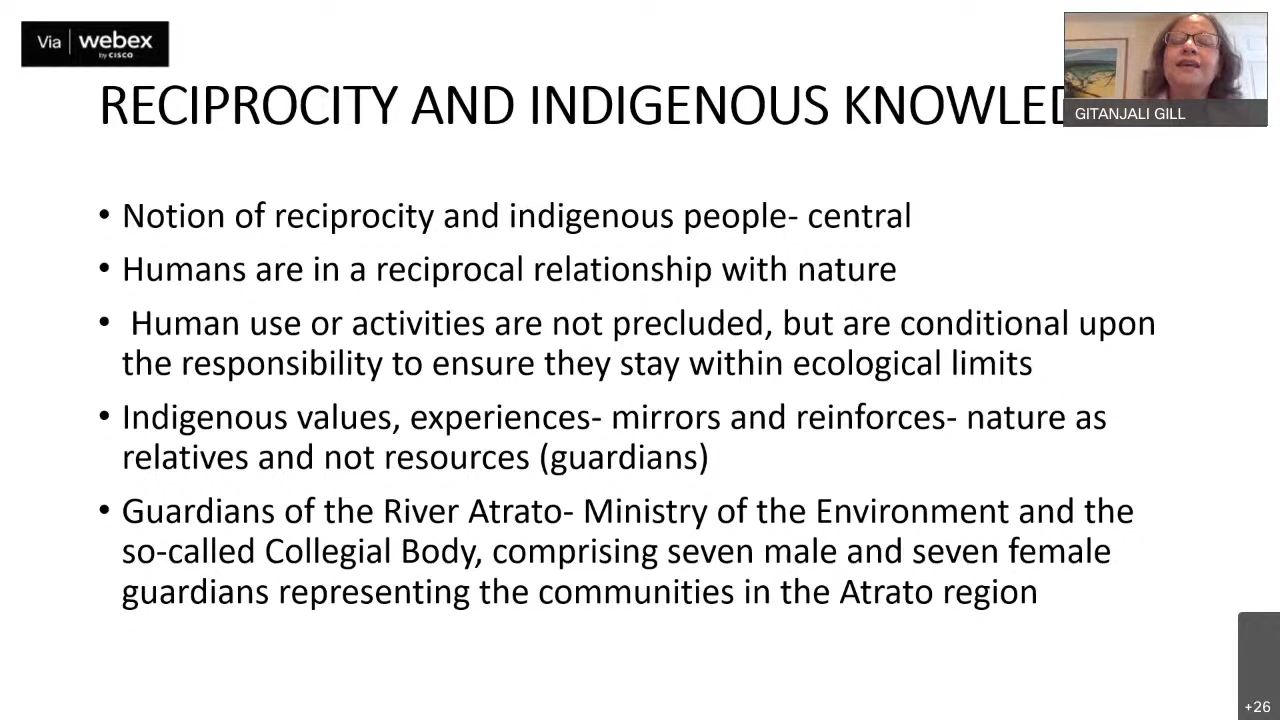 Via webex
by CISCO
RECIPROCITY AND INDIGENOUS KNOWLED
GITANJALI GILL
• Notion of reciprocity and indigenous people- central
• Humans are in a reciprocal relationship with nature
• Human use or activities are not precluded, but are conditional upon
the responsibility to ensure they stay within ecological limits
• Indigenous values, experiences- mirrors and reinforces- nature as
relatives and not resources (guardians)
• Guardians of the River Atrato- Ministry of the Environment and the
so-called Collegial Body, comprising seven male and seven female
guardians representing the communities in the Atrato region
+26